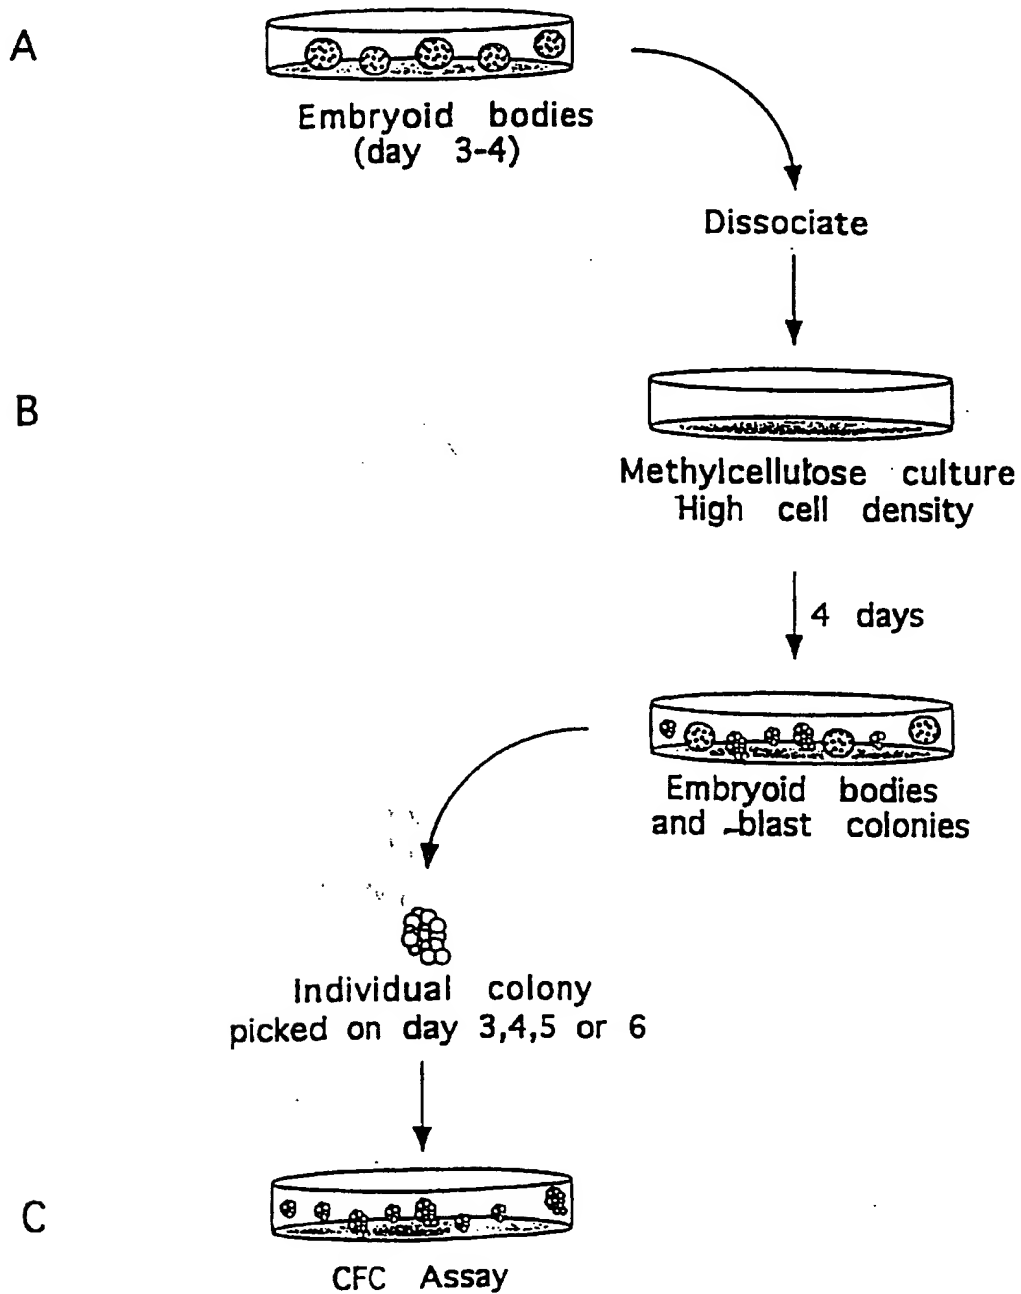 A
Embryoid bodies
(day 3-4)
Dissociate
B
Methylcellulose culture
High cell density
4 days
Embryoid bodies
and blast colonies
Individual colony
picked on day 3,4,5 or 6
C
CFC Assay